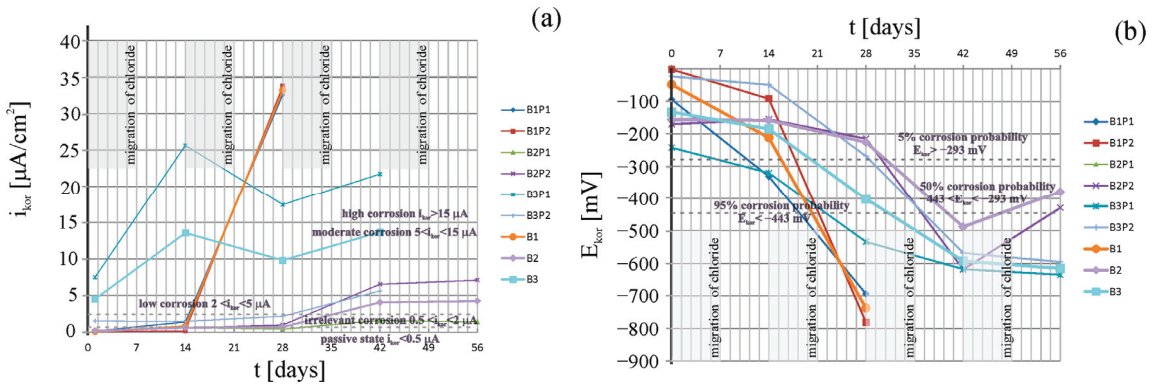 (a)
i_kor [µA/cm²]
40
35
30
25
20
15
10
5
0
migration of chloride
migration of chloride
migration of chloride
migration of chloride
high corrosion i_kor>15 µA
moderate corrosion 5<i_kor<15 µA
low corrosion 2 <i_kor<5 µA
irrelevant corrosion 0.5 <i_kor<2 µA
passive state i_kor<0.5 µA
0 7 14 21 28 35 42 49 56
t [days]
B1P1
B1P2
B2P1
B2P2
B3P1
B3P2
B1
B2
B3
(b)
t [days]
0 7 14 21 28 35 42 49 56
E_kor [mV]
−100
−200
−300
−400
−500
−600
−700
−800
−900
5% corrosion probability
E_kor> −293 mV
50% corrosion probability
−443 <E_kor< −293 mV
95% corrosion probability
E_kor< −443 mV
migration of chloride
migration of chloride
migration of chloride
migration of chloride
B1P1
B1P2
B2P1
B2P2
B3P1
B3P2
B1
B2
B3